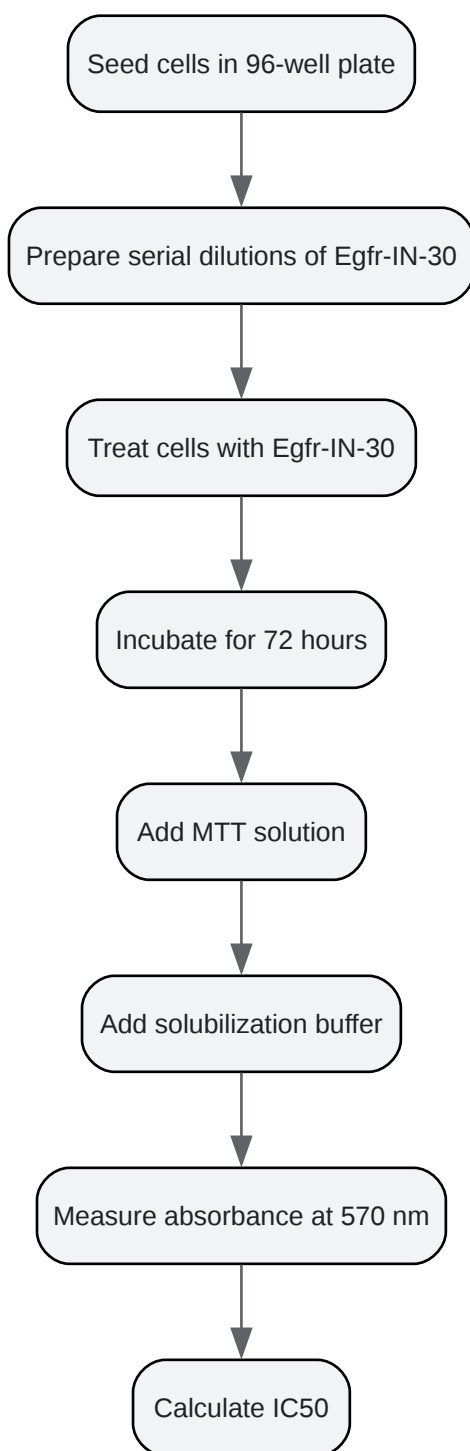 Seed cells in 96-well plate
Prepare serial dilutions of Egfr-IN-30
Treat cells with Egfr-IN-30
Incubate for 72 hours
Add MTT solution
Add solubilization buffer
Measure absorbance at 570 nm
Calculate IC50